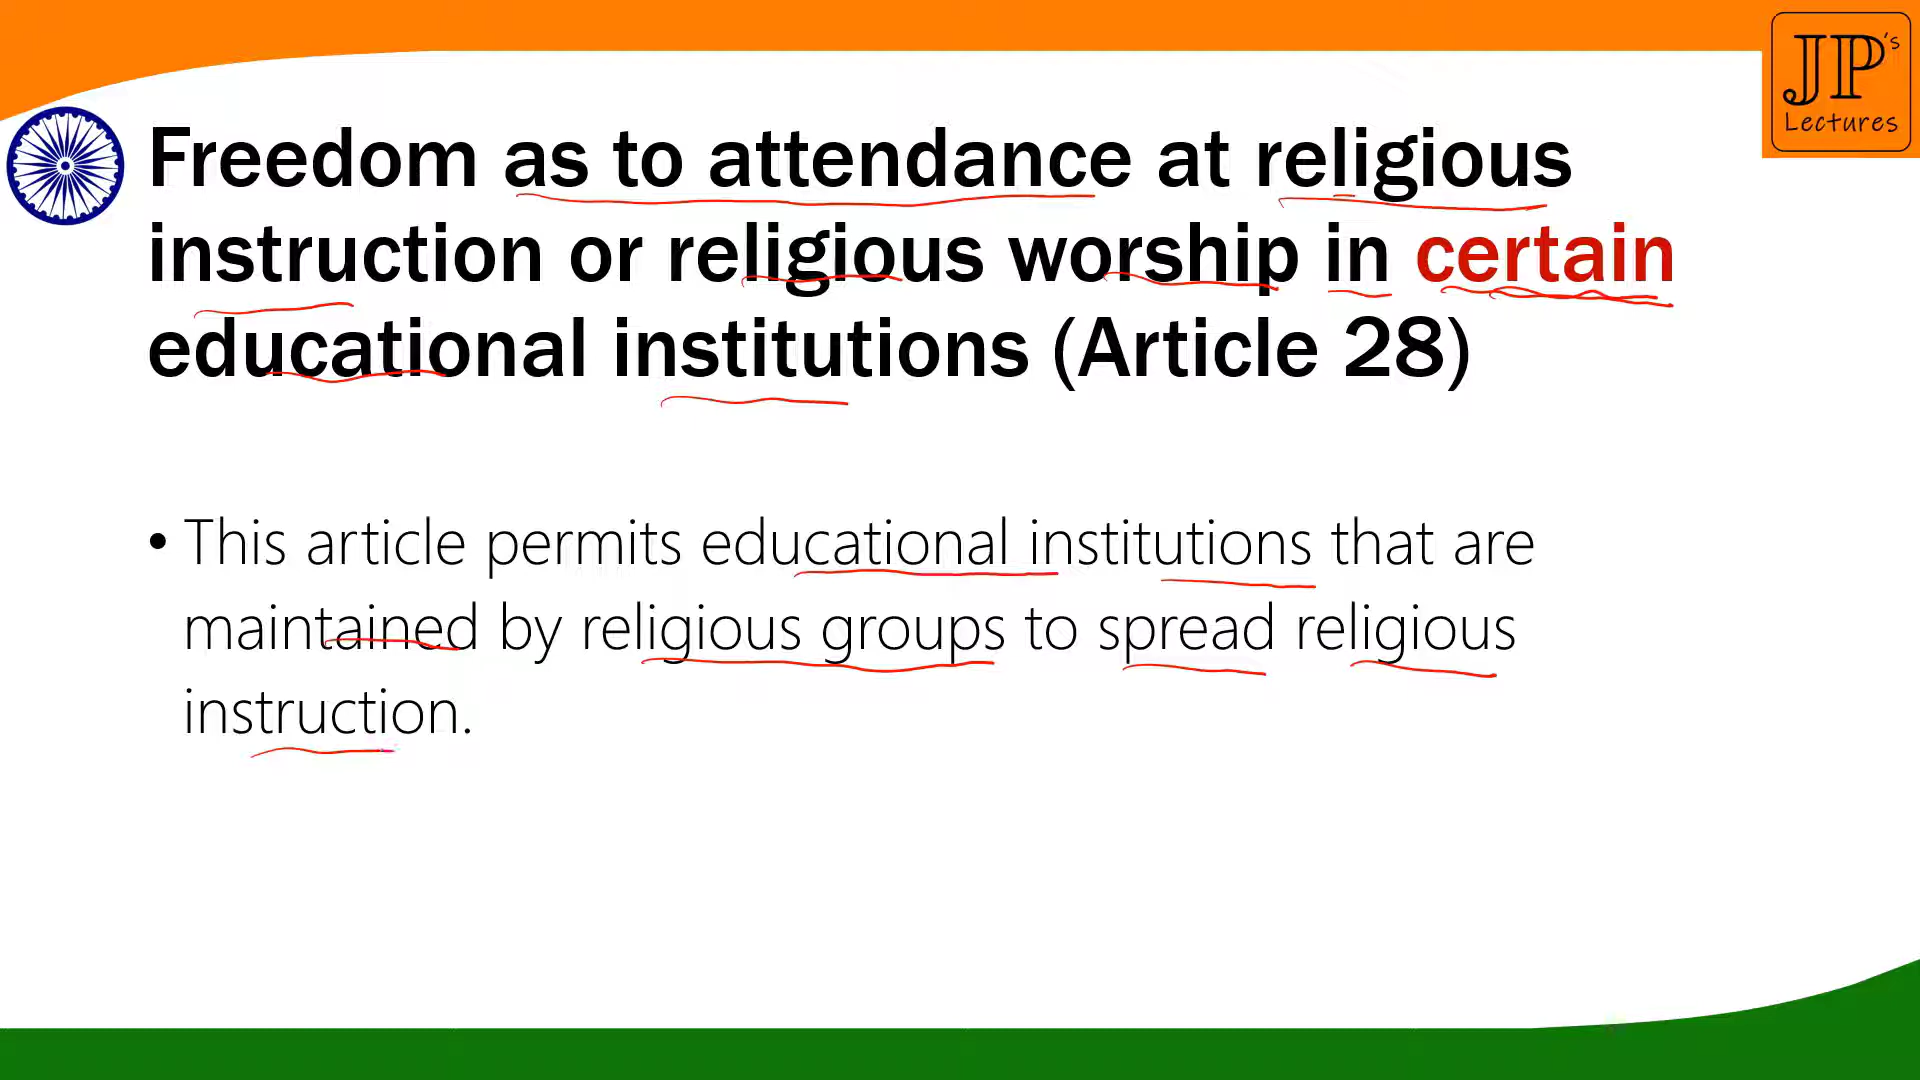 JP's
Lectures
Freedom as to attendance at religious
instruction or religious worship in certain
educational institutions (Article 28)
• This article permits educational institutions that are
maintained by religious groups to spread religious
instruction.